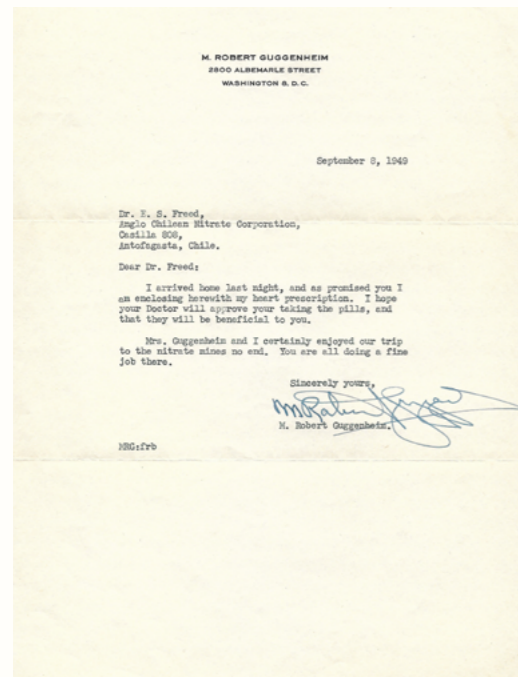 M. ROBERT GUGGENHEIM
2800 ALBEMARLE STREET
WASHINGTON 8, D.C.
September 8, 1949
Dr. E. S. Freed,
Anglo Chilean Nitrate Corporation,
Casilla 808,
Antofagasta, Chile.
Dear Dr. Freed:
I arrived home last night, and as promised you I
am enclosing herewith my heart prescription. I hope
your Doctor will approve your taking the pills, and
that they will be beneficial to you.
Mrs. Guggenheim and I certainly enjoyed our trip
to the nitrate mines no end. You are all doing a fine
job there.
Sincerely yours,
M. Robert Guggenheim.
MRG:frb